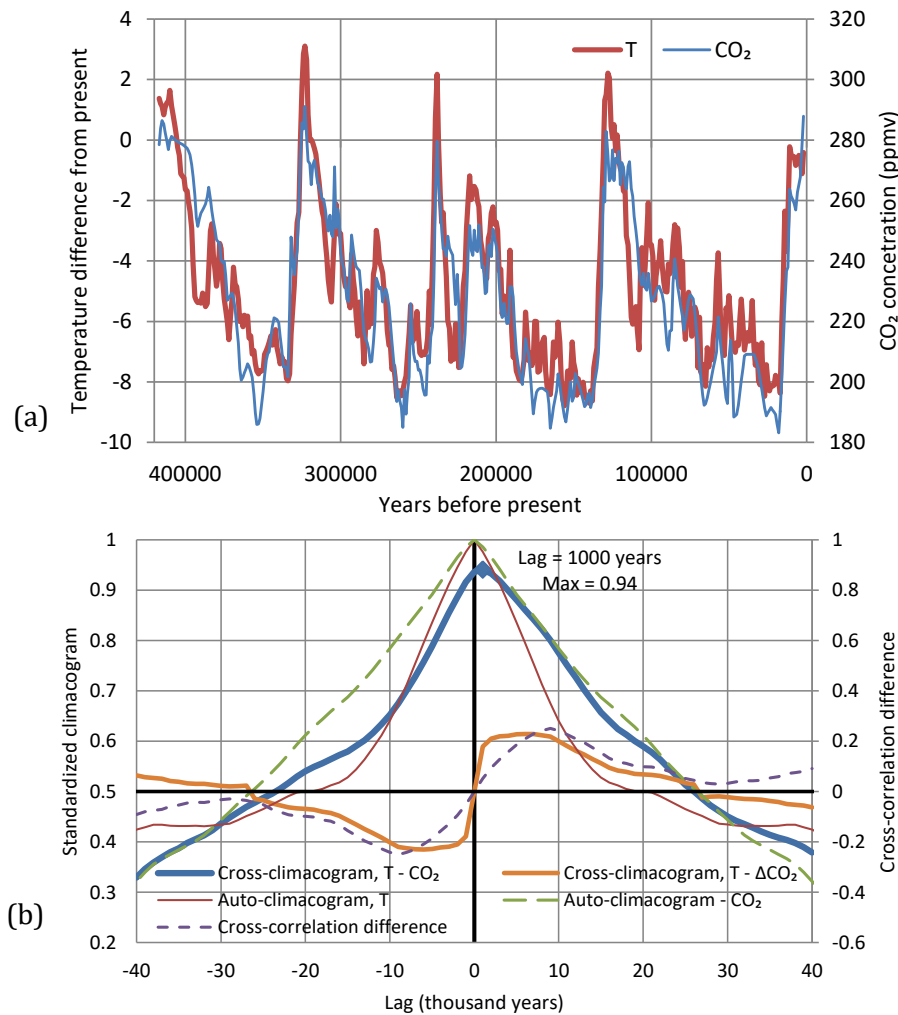 T CO₂
4
2
0
-2
-4
-6
-8
-10
Temperature difference from present
320
300
280
260
240
220
200
180
CO₂ concetration (ppmv)
400000 300000 200000 100000 0
Years before present
(a)
Lag = 1000 years
Max = 0.94
1
0.9
0.8
0.7
0.6
0.5
0.4
0.3
0.2
Standardized climacogram
1
0.8
0.6
0.4
0.2
0
-0.2
-0.4
-0.6
Cross-correlation difference
Cross-climacogram, T - CO₂ Cross-climacogram, T - ΔCO₂
Auto-climacogram, T Auto-climacogram - CO₂
Cross-correlation difference
-40 -30 -20 -10 0 10 20 30 40
Lag (thousand years)
(b)